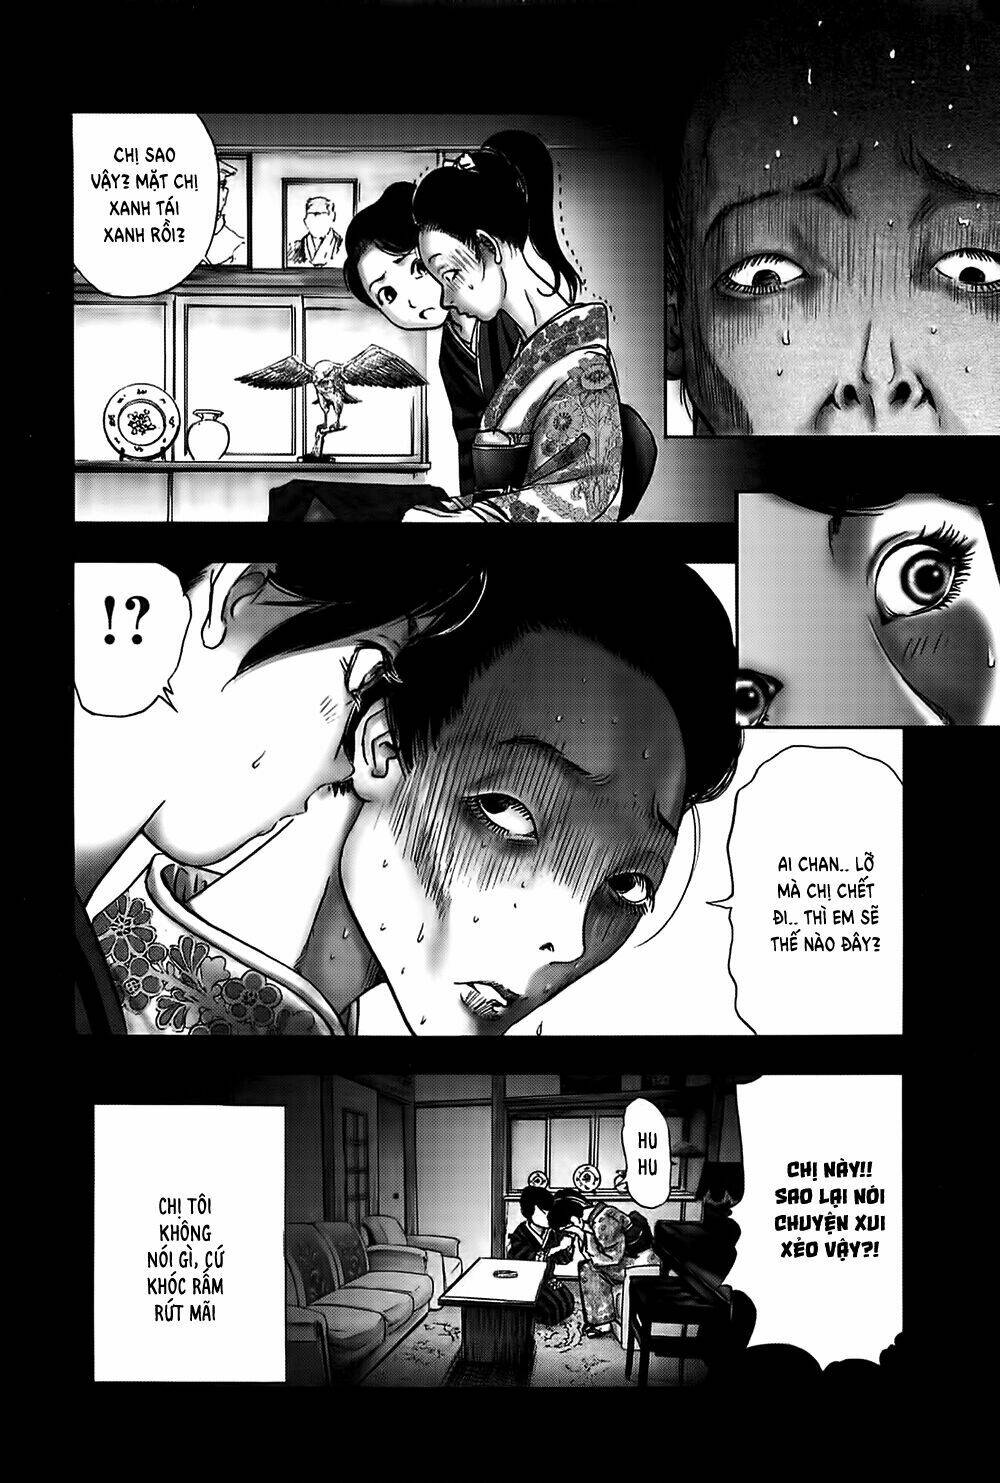 CHỊ SAO
VẬY? MẶT CHỊ
XANH TÁI
XANH RỒI?
!?
AI CHAN.. LỠ
MÀ CHỊ CHẾT
ĐI.. THÌ EM SẼ
THẾ NÀO ĐÂY?
CHỊ NÀY!!
SAO LẠI NÓI
CHUYỆN XUI
XẺO VẬY?!
HU
HU
CHỊ TÔI
KHÔNG
NÓI GÌ, CỨ
KHÓC RẤM
RỨT MÃI